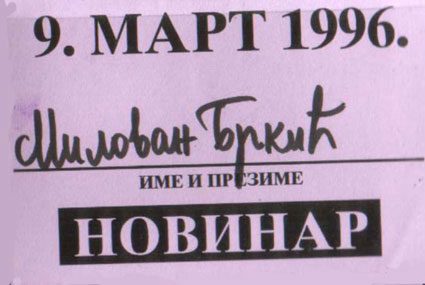 9. МАРТ 1996.
Милован Бркић
ИМЕ И ПРЕЗИМЕ
НОВИНАР